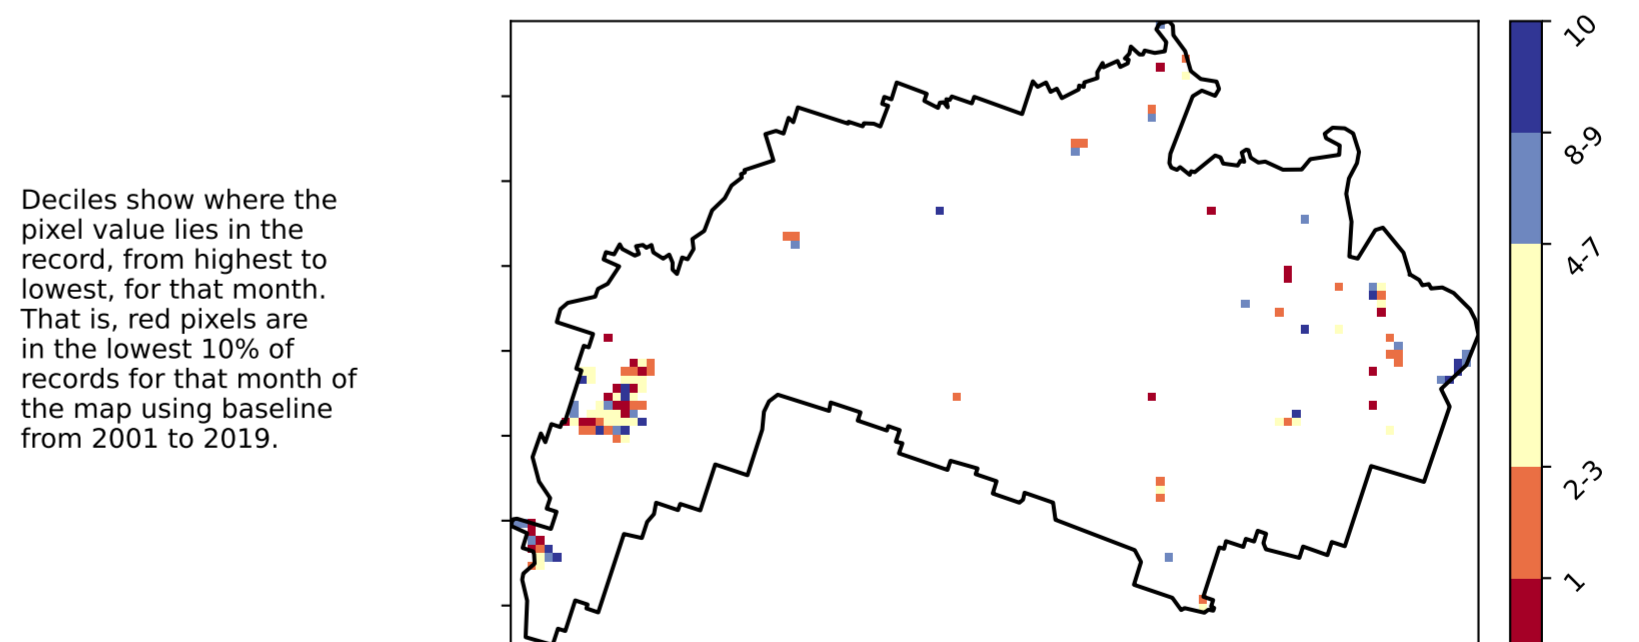 Deciles show where the
pixel value lies in the
record, from highest to
lowest, for that month.
That is, red pixels are
in the lowest 10% of
records for that month of
the map using baseline
from 2001 to 2019.
10
8-9
4-7
2-3
1